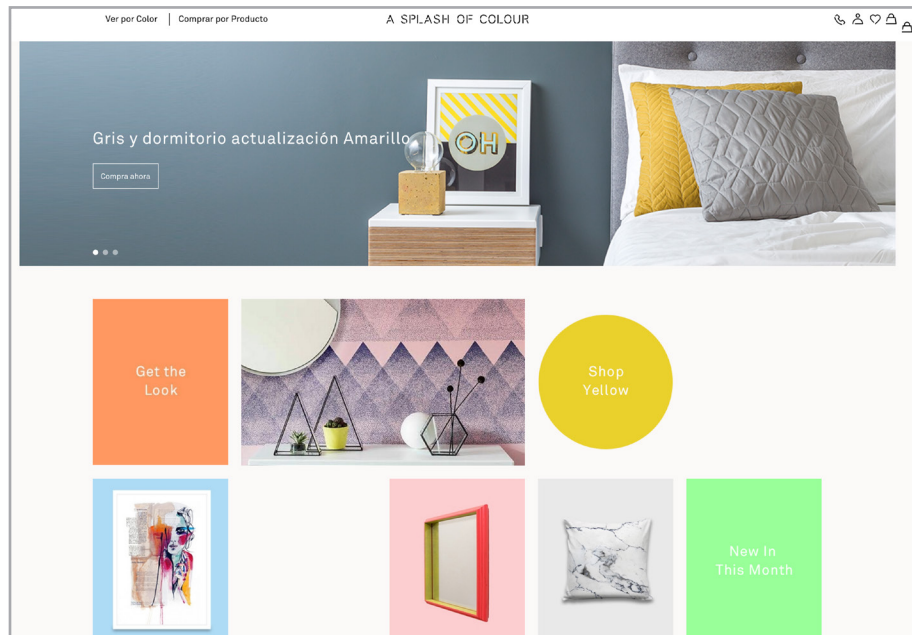 Ver por Color | Comprar por Producto
A SPLASH OF COLOUR
Gris y dormitorio actualización Amarillo
OH
Compra ahora
Get the
Look
Shop
Yellow
New In
This Month